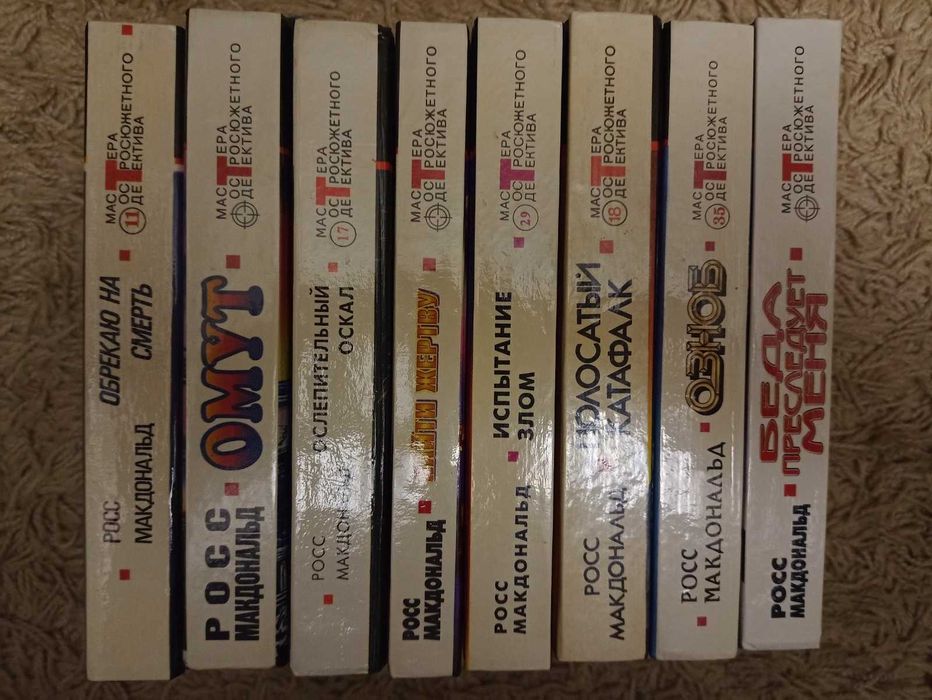 РОСС
МАКДОНАЛЬД
ОБРЕКАЮ НА
СМЕРТЬ
11
МАСТЕРА
ОСТРОСЮЖЕТНОГО
ДЕТЕКТИВА
РОСС
МАКДОНАЛЬД
ОМУТ
МАСТЕРА
ОСТРОСЮЖЕТНОГО
ДЕТЕКТИВА
РОСС
МАКДОНАЛЬД
ОСЛЕПИТЕЛЬНЫЙ
ОСКАЛ
17
МАСТЕРА
ОСТРОСЮЖЕТНОГО
ДЕТЕКТИВА
РОСС
МАКДОНАЛЬД
НАЙТИ ЖЕРТВУ
МАСТЕРА
ОСТРОСЮЖЕТНОГО
ДЕТЕКТИВА
РОСС
МАКДОНАЛЬД
ИСПЫТАНИЕ
ЗЛОМ
29
МАСТЕРА
ОСТРОСЮЖЕТНОГО
ДЕТЕКТИВА
РОСС
МАКДОНАЛЬД
ПОЛОСАТЫЙ
КАТАФАЛК
18
МАСТЕРА
ОСТРОСЮЖЕТНОГО
ДЕТЕКТИВА
РОСС
МАКДОНАЛЬД
ОЗНОБ
35
МАСТЕРА
ОСТРОСЮЖЕТНОГО
ДЕТЕКТИВА
РОСС
МАКДОНАЛЬД
БЕДА
ПРЕСЛЕДУЕТ
МЕНЯ
МАСТЕРА
ОСТРОСЮЖЕТНОГО
ДЕТЕКТИВА